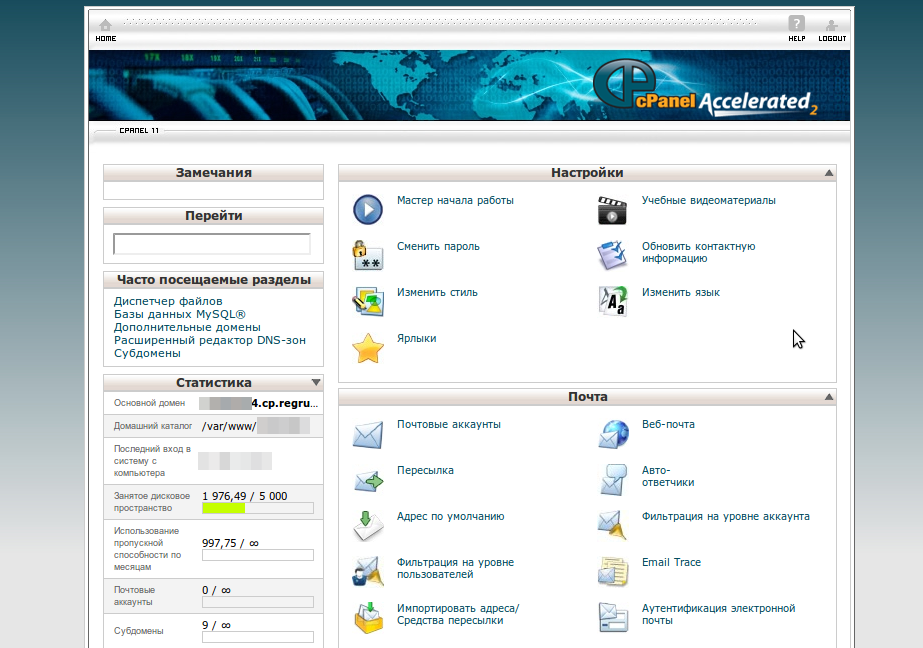 HOME
?
HELP
LOGOUT
cPanel Accelerated 2
CPANEL 11
Замечания
Перейти
Часто посещаемые разделы
Диспетчер файлов
Базы данных MySQL®
Дополнительные домены
Расширенный редактор DNS-зон
Субдомены
Статистика
Основной домен
4.cp.regru...
Домашний каталог
/var/www/
Последний вход в
систему с
компьютера
Занятое дисковое
пространство
1 976,49 / 5 000
Использование
пропускной
способности по
месяцам
997,75 / ∞
Почтовые
аккаунты
0 / ∞
Субдомены
9 / ∞
Настройки
Мастер начала работы
Учебные видеоматериалы
Сменить пароль
Обновить контактную
информацию
Изменить стиль
Изменить язык
Ярлыки
Почта
Почтовые аккаунты
Веб-почта
Пересылка
Авто-
ответчики
Адрес по умолчанию
Фильтрация на уровне аккаунта
Фильтрация на уровне
пользователей
Email Trace
Импортировать адреса/
Средства пересылки
Аутентификация электронной
почты